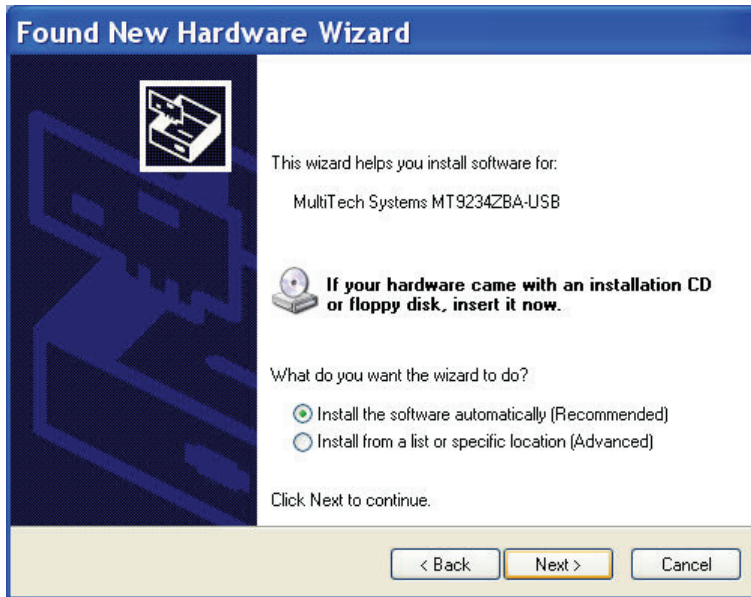 Found New Hardware Wizard
This wizard helps you install software for:
MultiTech Systems MT9234ZBA-USB
If your hardware came with an installation CD
or floppy disk, insert it now.
What do you want the wizard to do?
Install the software automatically (Recommended)
Install from a list or specific location (Advanced)
Click Next to continue.
< Back Next > Cancel